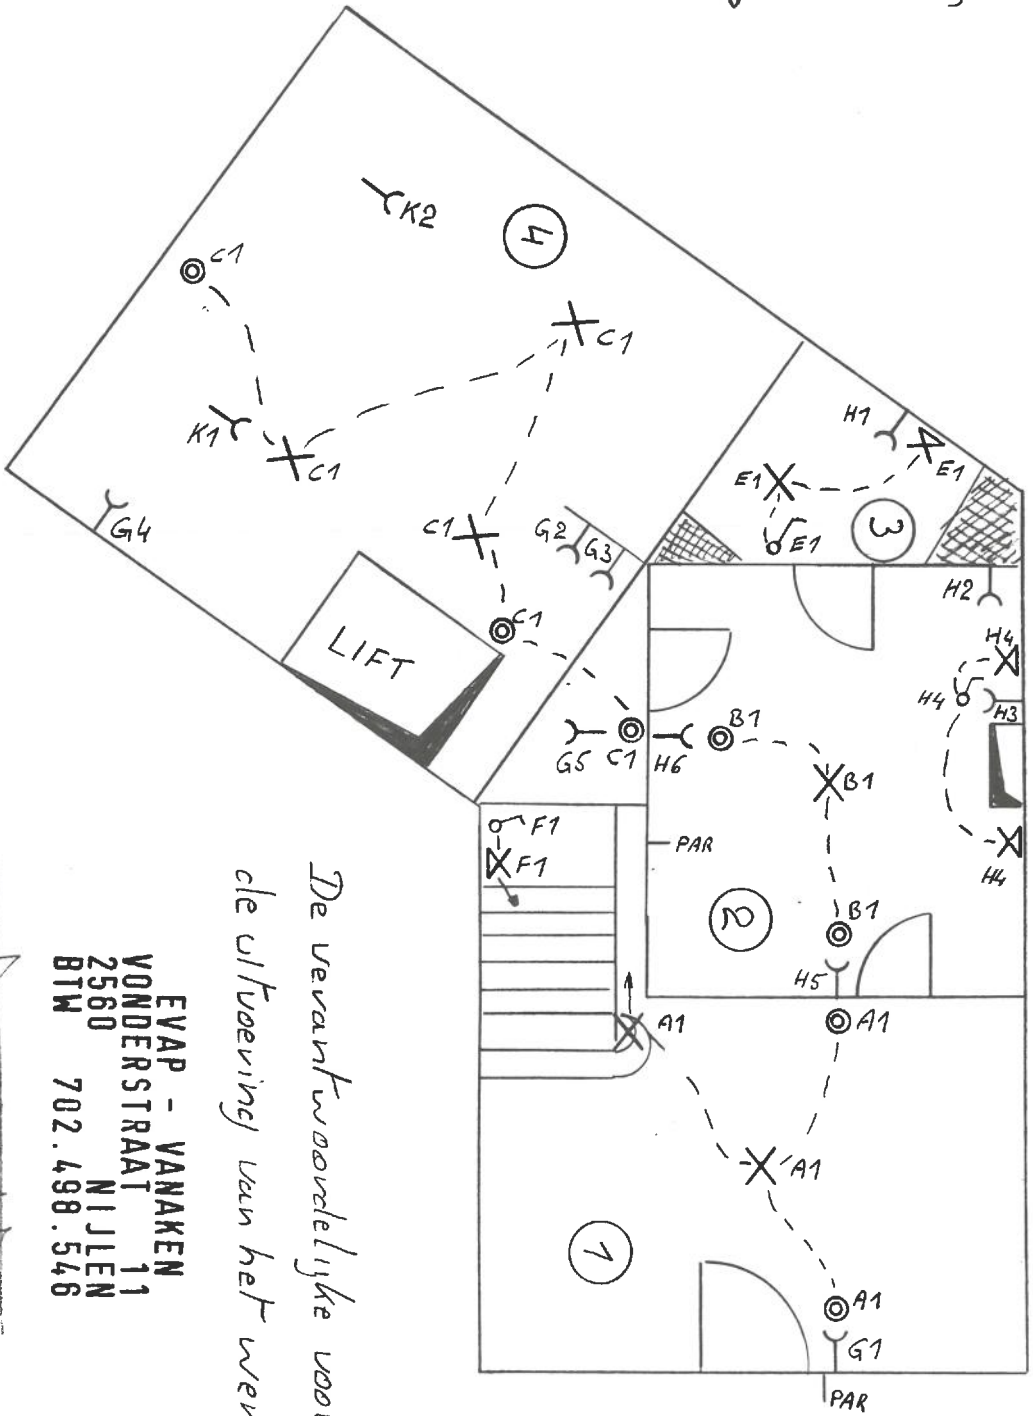 K2
4
C1
C1
K1
C1
G4
C1
G2
G3
C1
LIFT
H1
E1
E1
3
E1
H2
H4
H4
H3
H4
G5
C1
H6
B1
B1
PAR
2
B1
H5
F1
F1
A1
A1
A1
1
A1
G1
PAR
De verantwoordelijke voor
de uitvoering van het werk
EVAP - VANAKEN
VONDERSTRAAT 11
2560 NIJLEN
BTW 702.498.546